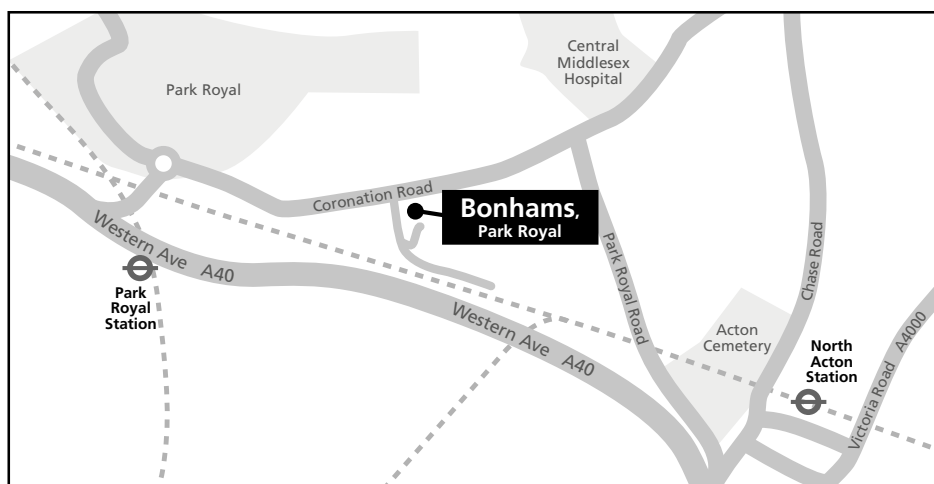 Central
Middlesex
Hospital
Park Royal
Coronation Road
Bonhams,
Park Royal
Western Ave A40
Park
Royal
Station
Park Royal Road
Chase Road
Western Ave A40
Acton
Cemetery
North
Acton
Station
Victoria Road A4000